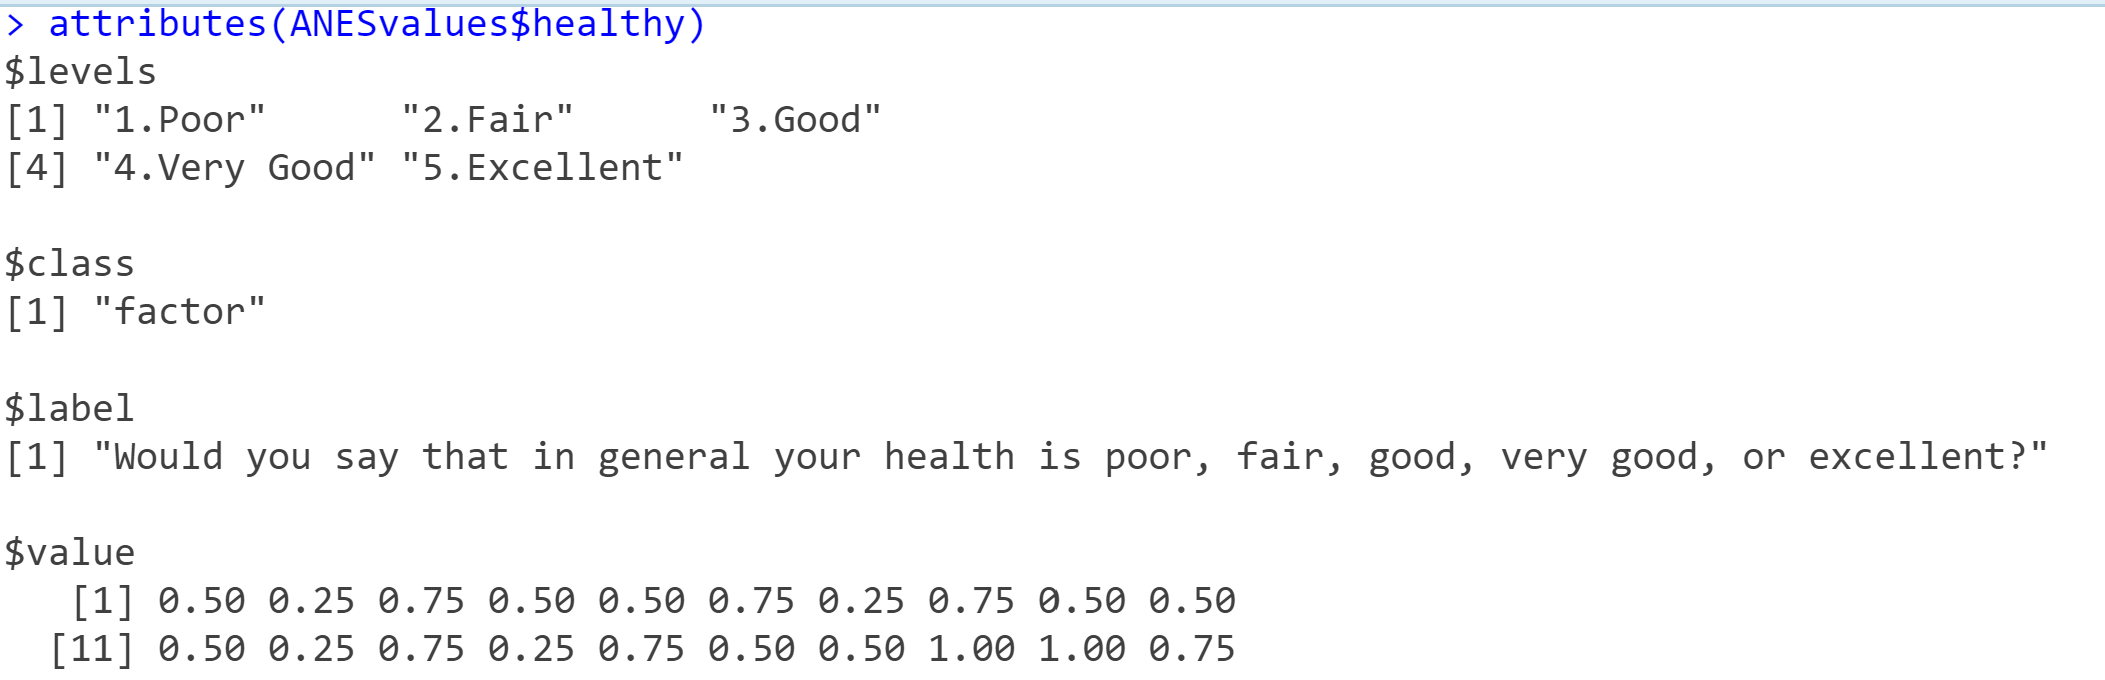 > attributes(ANESvalues$healthy)
$levels
[1] "1.Poor"      "2.Fair"      "3.Good"
[4] "4.Very Good" "5.Excellent"
$class
[1] "factor"
$label
[1] "Would you say that in general your health is poor, fair, good, very good, or excellent?"
$value
   [1] 0.50 0.25 0.75 0.50 0.50 0.75 0.25 0.75 0.50 0.50
  [11] 0.50 0.25 0.75 0.25 0.75 0.50 0.50 1.00 1.00 0.75